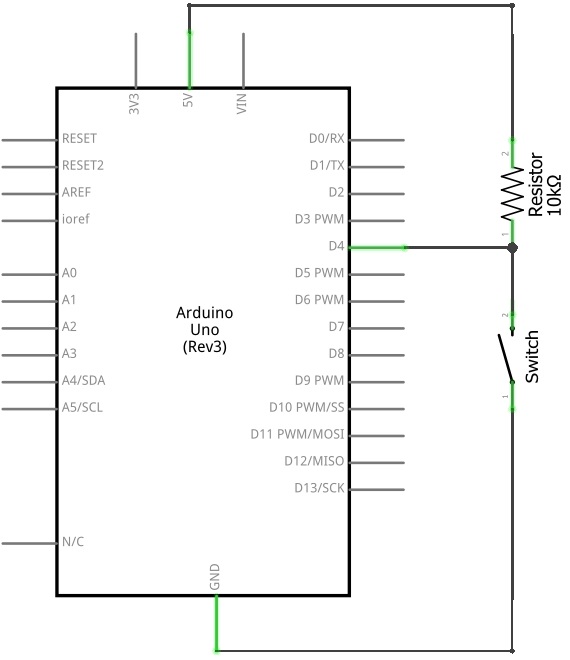 3V3
5V
VIN
RESET
RESET2
AREF
ioref
A0
A1
A2
A3
A4/SDA
A5/SCL
N/C
Arduino
Uno
(Rev3)
D0/RX
D1/TX
D2
D3 PWM
D4
D5 PWM
D6 PWM
D7
D8
D9 PWM
D10 PWM/SS
D11 PWM/MOSI
D12/MISO
D13/SCK
GND
2
Resistor
10kΩ
1
2
Switch
1